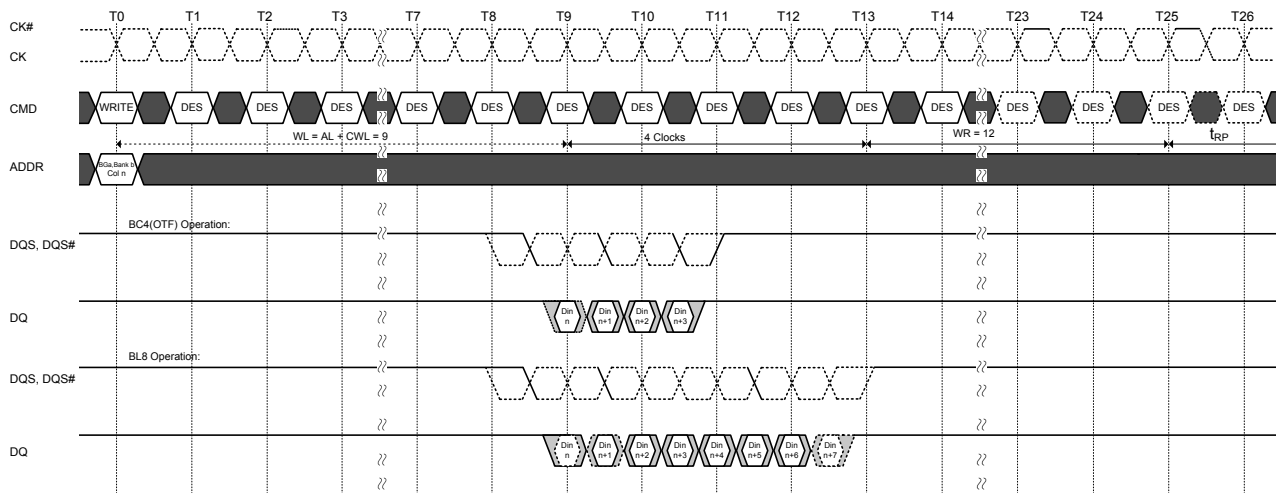 T0 T1 T2 T3 T7 T8 T9 T10 T11 T12 T13 T14 T23 T24 T25 T26
CK#
CK
CMD WRITE DES DES DES DES DES DES DES DES DES DES DES DES DES DES DES
WL = AL + CWL = 9 4 Clocks WR = 12 tRP
ADDR BGa,Bank b
Col n
BC4(OTF) Operation:
DQS, DQS#
DQ Din n Din n+1 Din n+2 Din n+3
BL8 Operation:
DQS, DQS#
DQ Din n Din n+1 Din n+2 Din n+3 Din n+4 Din n+5 Din n+6 Din n+7